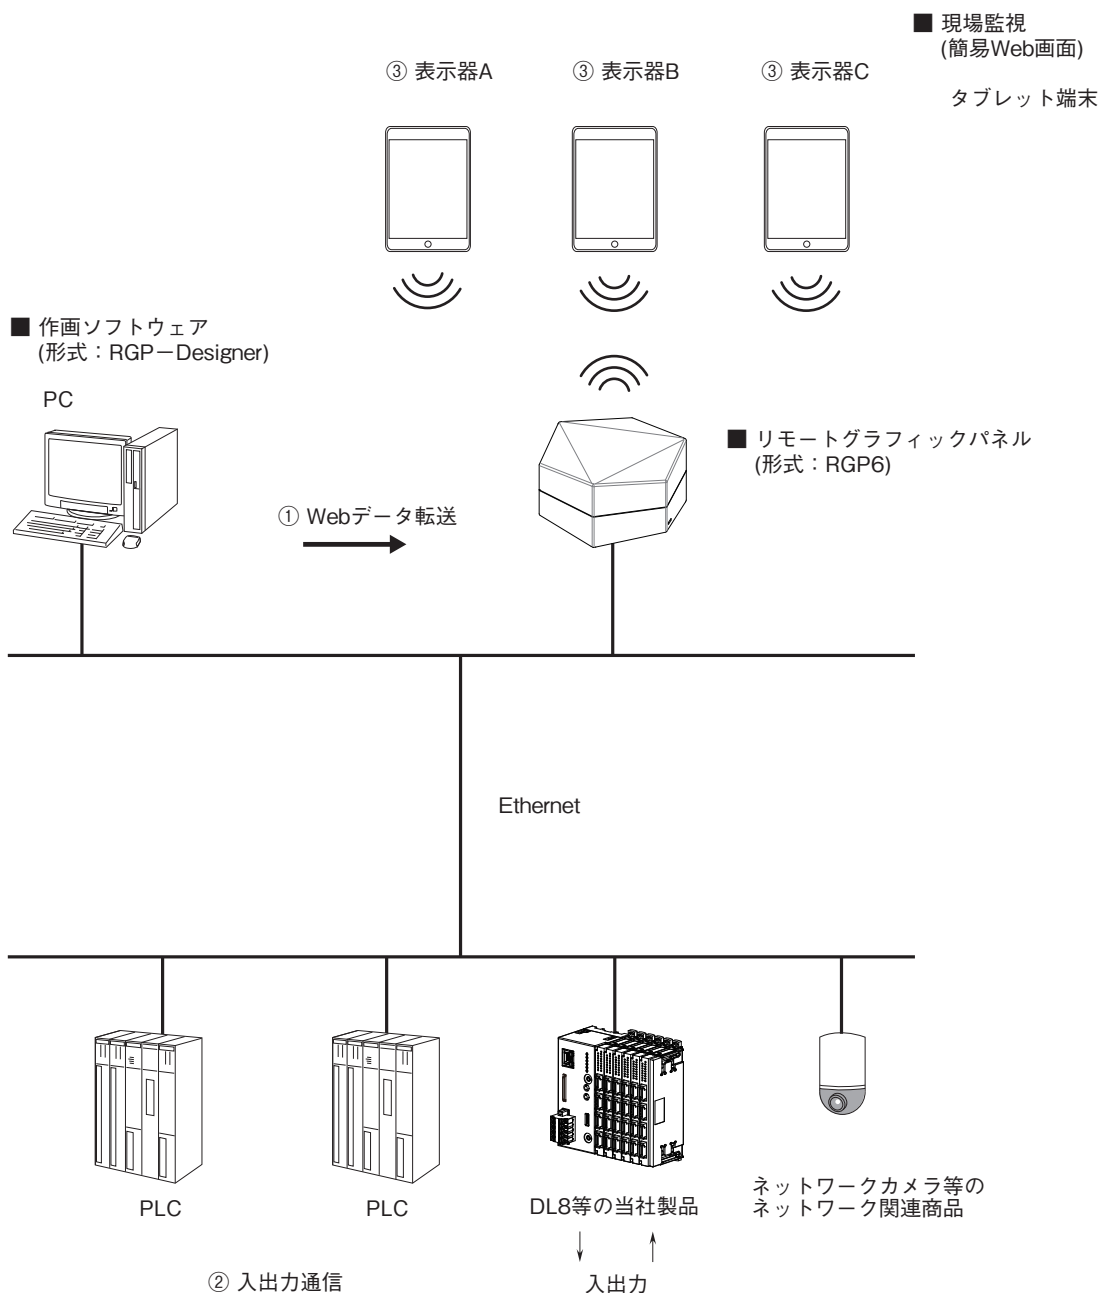 ■ 現場監視
(簡易Web画面)
③ 表示器A
③ 表示器B
③ 表示器C
タブレット端末
■ 作画ソフトウェア
(形式：RGP－Designer)
PC
■ リモートグラフィックパネル
(形式：RGP6)
① Webデータ転送
Ethernet
PLC
PLC
DL8等の当社製品
ネットワークカメラ等の
ネットワーク関連商品
② 入出力通信
↓ ↑
入出力